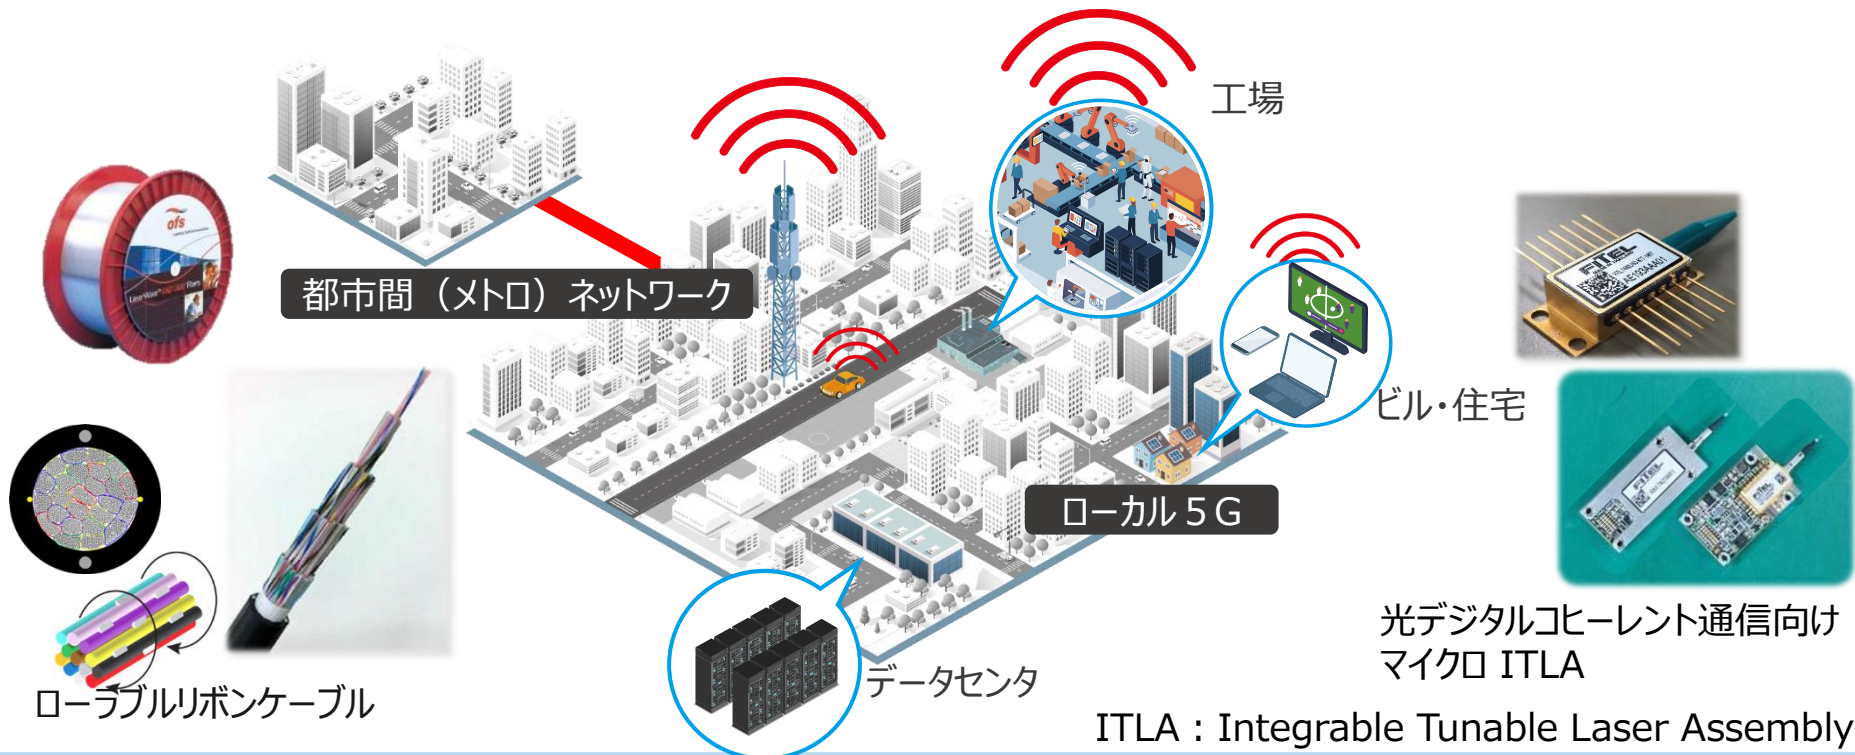 工場
ofs
都市間（メトロ）ネットワーク
FITEL
ビル・住宅
ローカル５Ｇ
光デジタルコヒーレント通信向け
マイクロ ITLA
データセンタ
ローラブルリボンケーブル
ITLA : Integrable Tunable Laser Assembly